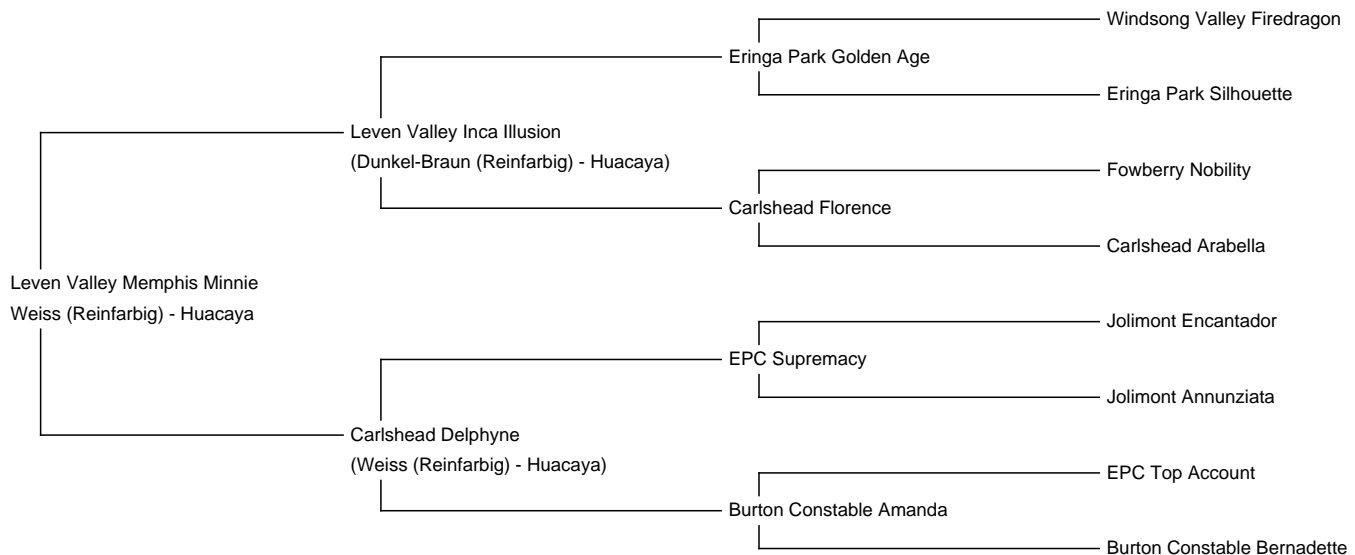 Windsong Valley Firedragon
Eringa Park Golden Age
Eringa Park Silhouette
Leven Valley Inca Illusion
(Dunkel-Braun (Reinfarbig) - Huacaya)
Fowberry Nobility
Carlshead Florence
Carlshead Arabella
Leven Valley Memphis Minnie
Weiss (Reinfarbig) - Huacaya
Jolimont Encantador
EPC Supremacy
Jolimont Annunziata
Carlshead Delphyne
(Weiss (Reinfarbig) - Huacaya)
EPC Top Account
Burton Constable Amanda
Burton Constable Bernadette